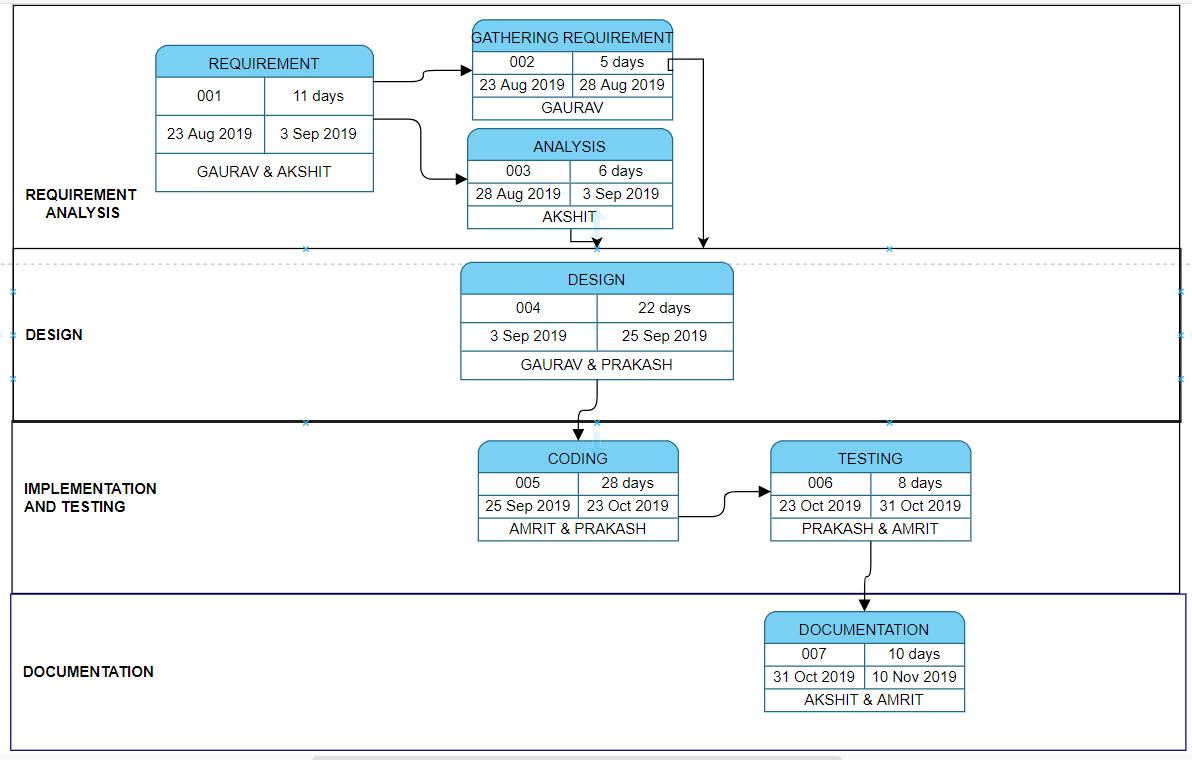 REQUIREMENT
ANALYSIS
REQUIREMENT
001
11 days
23 Aug 2019
3 Sep 2019
GAURAV & AKSHIT
GATHERING REQUIREMENT
002
5 days
23 Aug 2019
28 Aug 2019
GAURAV
ANALYSIS
003
6 days
28 Aug 2019
3 Sep 2019
AKSHIT
DESIGN
DESIGN
004
22 days
3 Sep 2019
25 Sep 2019
GAURAV & PRAKASH
IMPLEMENTATION
AND TESTING
CODING
005
28 days
25 Sep 2019
23 Oct 2019
AMRIT & PRAKASH
TESTING
006
8 days
23 Oct 2019
31 Oct 2019
PRAKASH & AMRIT
DOCUMENTATION
DOCUMENTATION
007
10 days
31 Oct 2019
10 Nov 2019
AKSHIT & AMRIT